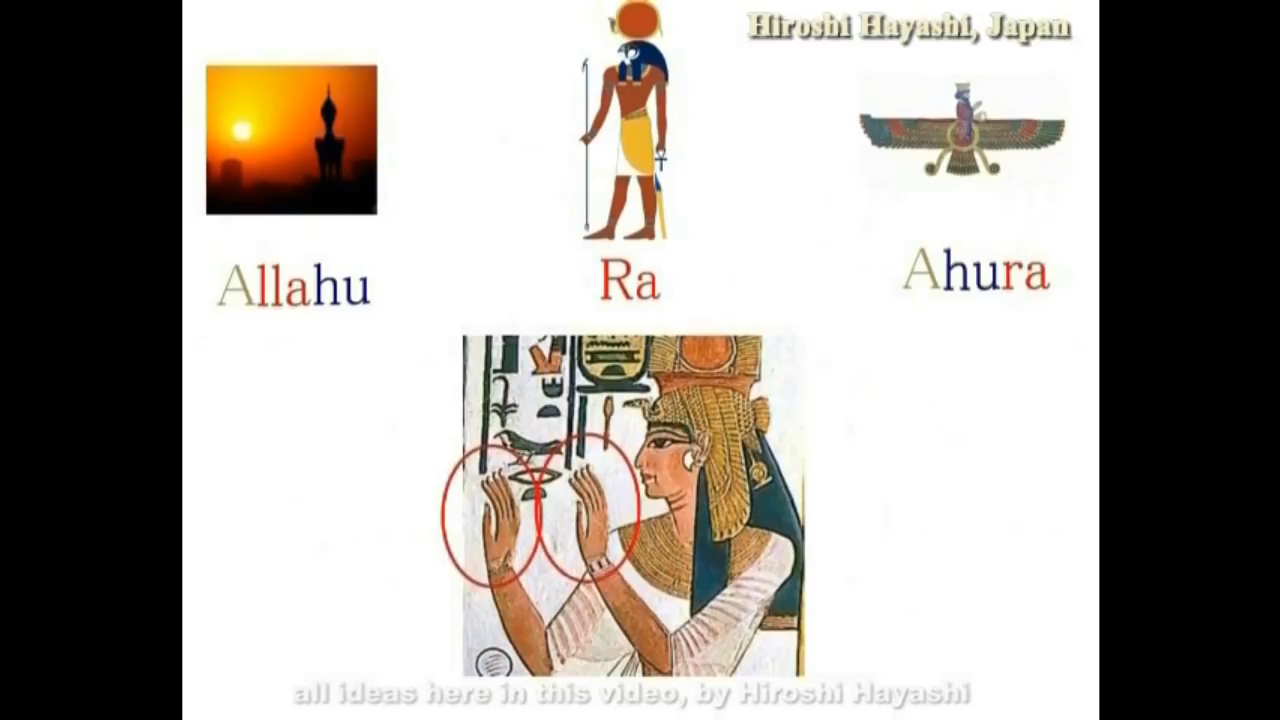 Hiroshi Hayashi, Japan
Allahu
Ra
Ahura
all ideas here in this video, by Hiroshi Hayashi